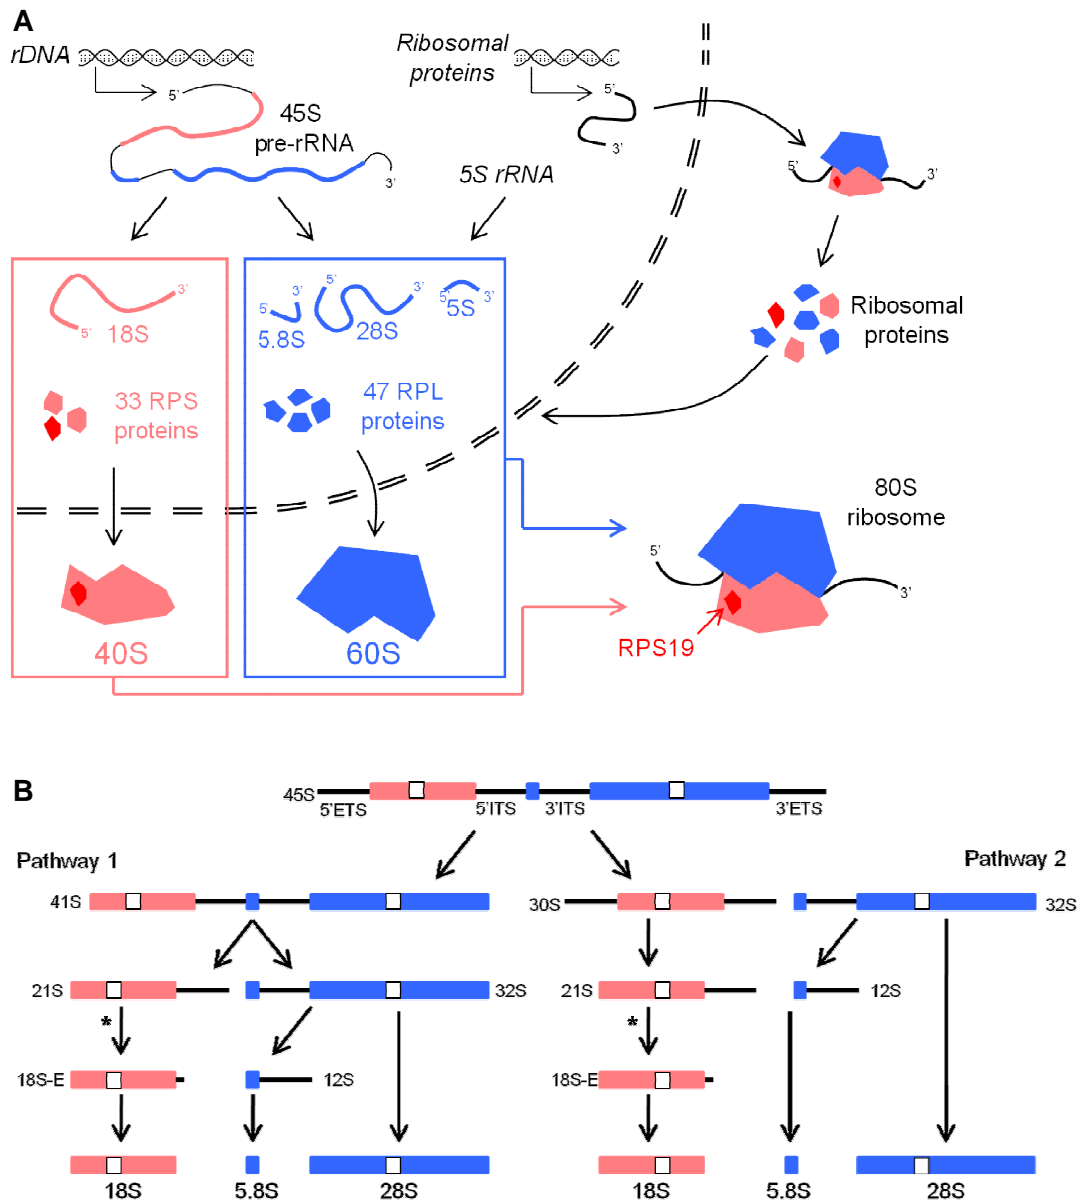 A
rDNA
5'
45S
pre-rRNA
3'
Ribosomal
proteins
5'
3'
5S rRNA
5'
3'
5'
3'
18S
5'
3'
5.8S
5'
3'
28S
5'
3'
5S
Ribosomal
proteins
33 RPS
proteins
47 RPL
proteins
80S
ribosome
5'
3'
RPS19
40S
60S
B
45S
5'ETS
5'ITS
3'ITS
3'ETS
Pathway 1
Pathway 2
41S
30S
32S
21S
32S
21S
12S
*
*
18S-E
12S
18S-E
18S
5.8S
28S
18S
5.8S
28S